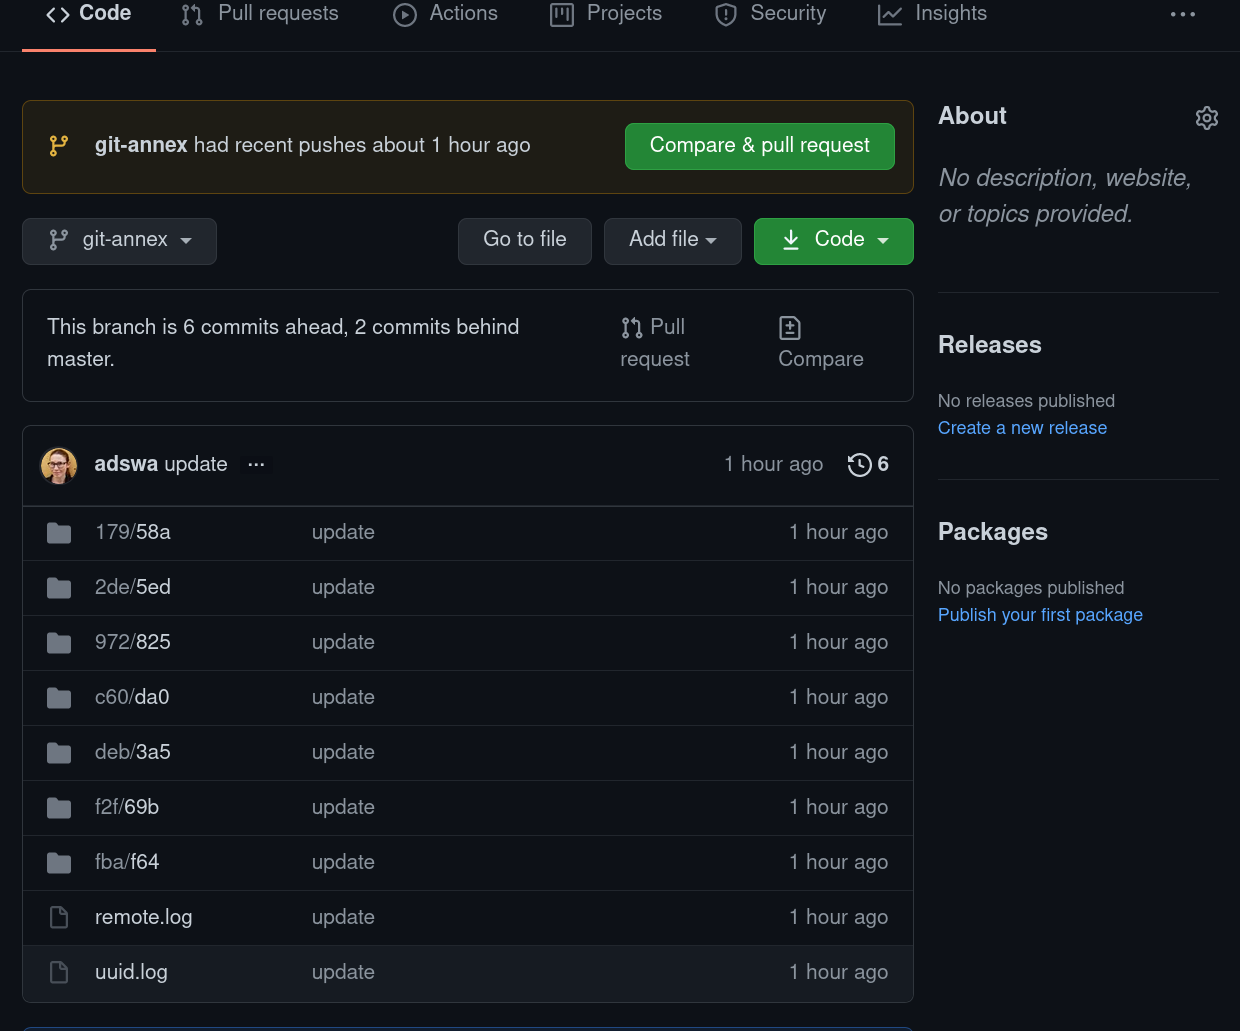 Code Pull requests Actions Projects Security Insights
git-annex had recent pushes about 1 hour ago Compare & pull request
git-annex Go to file Add file Code
This branch is 6 commits ahead, 2 commits behind
master.
Pull
request
Compare
adswa update 1 hour ago 6
179/58a update 1 hour ago
2de/5ed update 1 hour ago
972/825 update 1 hour ago
c60/da0 update 1 hour ago
deb/3a5 update 1 hour ago
f2f/69b update 1 hour ago
fba/f64 update 1 hour ago
remote.log update 1 hour ago
uuid.log update 1 hour ago
About
No description, website,
or topics provided.
Releases
No releases published
Create a new release
Packages
No packages published
Publish your first package